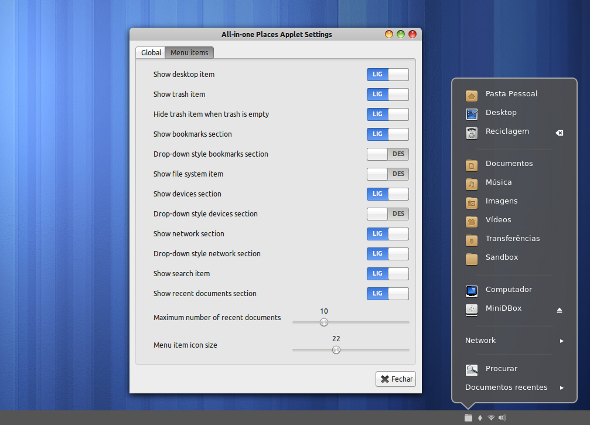 All-in-one Places Applet Settings
Global
Menu items
Show desktop item LIG
Show trash item LIG
Hide trash item when trash is empty LIG
Show bookmarks section LIG
Drop-down style bookmarks section DES
Show file system item DES
Show devices section LIG
Drop-down style devices section DES
Show network section LIG
Drop-down style network section LIG
Show search item LIG
Show recent documents section LIG
10
Maximum number of recent documents
22
Menu item icon size
Fechar
Pasta Pessoal
Desktop
Reciclagem
Documentos
Música
Imagens
Vídeos
Transferências
Sandbox
Computador
MiniDBox
Network
Procurar
Documentos recentes